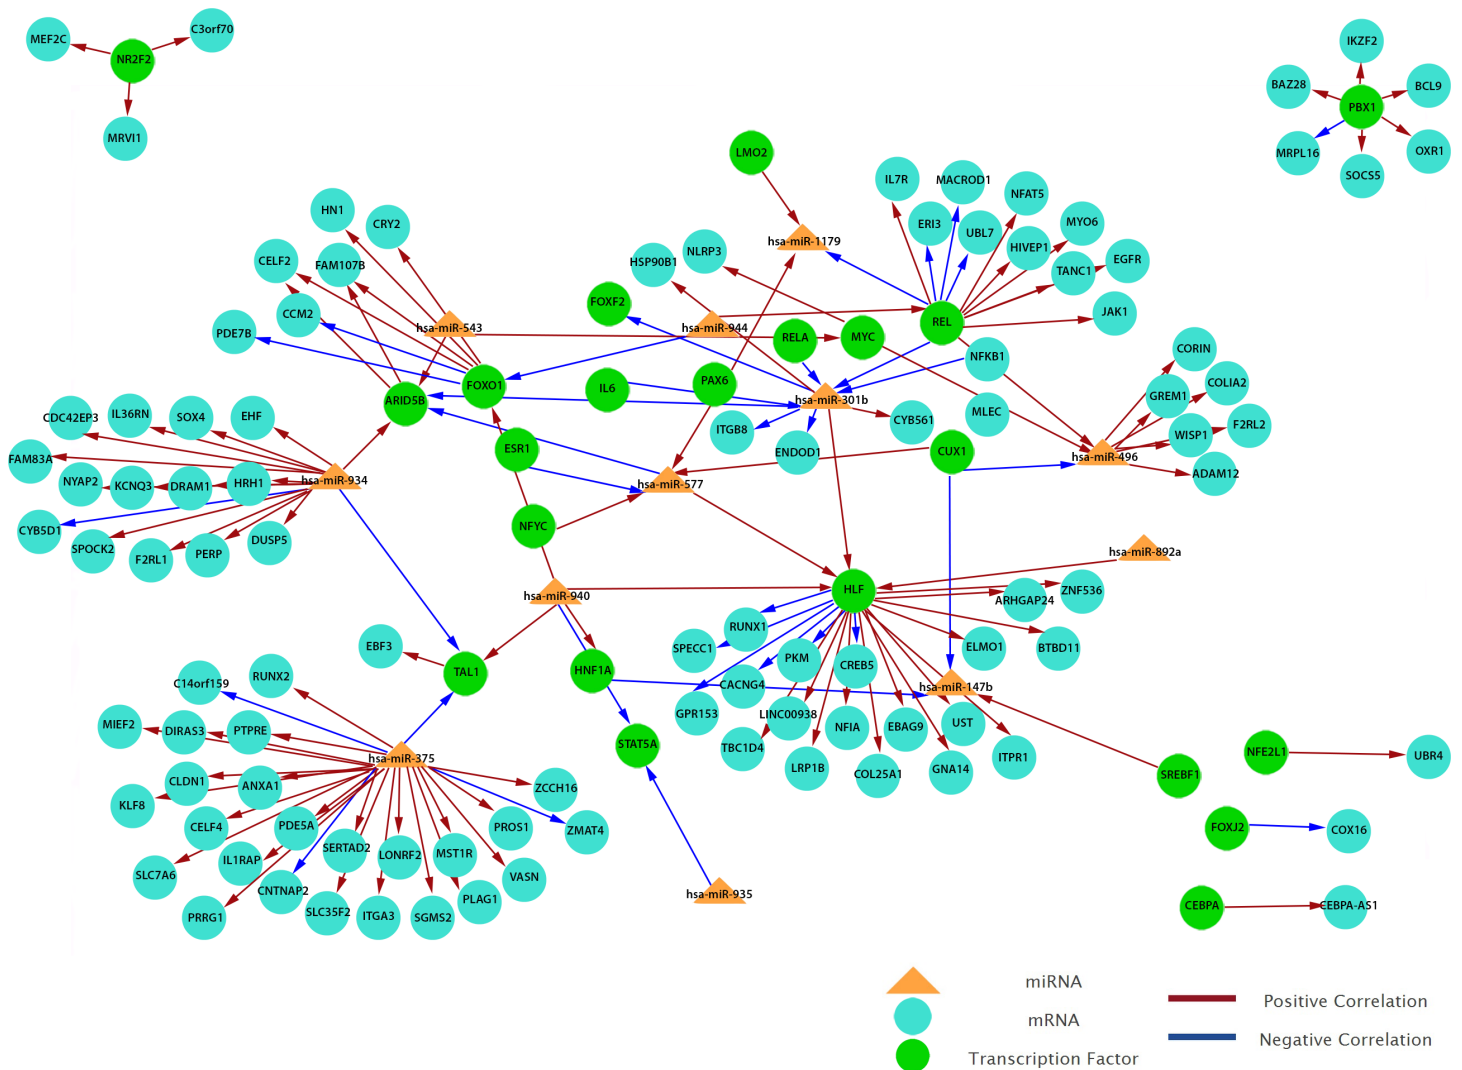 C3orf70
MEF2C
NR2F2
MRVI1
IKZF2
BAZ28
BCL9
PBX1
MRPL16
OXR1
SOCS5
LMO2
IL7R
MACROD1
NFAT5
HN1
CRY2
ERI3
UBL7
MYO6
hsa-miR-1179
HIVEP1
NLRP3
CELF2
FAM107B
HSP90B1
TANC1
EGFR
FOXF2
CCM2
JAK1
PDE7B
hsa-miR-543
hsa-miR-944
REL
RELA
MYC
NFKB1
CORIN
FOXO1
PAX6
IL6
COLIA2
GREM1
ARID5B
hsa-miR-301b
IL36RN
CDC42EP3
SOX4
EHF
MLEC
CYB561
F2RL2
ITGB8
WISP1
ESR1
ENDOD1
CUX1
hsa-miR-496
FAM83A
ADAM12
hsa-miR-934
NYAP2
KCNQ3
DRAM1
HRH1
hsa-miR-577
NFYC
CYB5D1
SPOCK2
F2RL1
PERP
DUSP5
hsa-miR-892a
HLF
hsa-miR-940
ZNF536
ARHGAP24
RUNX1
EBF3
SPECC1
PKM
ELMO1
BTBD11
CREB5
TAL1
HNF1A
RUNX2
C14orf159
CACNG4
hsa-miR-147b
GPR153
LINC00938
MIEF2
DIRAS3
PTPRE
NFIA
EBAG9
UST
STAT5A
TBC1D4
NFE2L1
UBR4
hsa-miR-375
ITPR1
LRP1B
COL25A1
GNA14
SREBF1
CLDN1
ANXA1
ZCCH16
KLF8
CELF4
PDE5A
PROS1
ZMAT4
FOXJ2
COX16
SERTAD2
LONRF2
MST1R
IL1RAP
SLC7A6
VASN
CNTNAP2
hsa-miR-935
PLAG1
PRRG1
SLC35F2
ITGA3
SGMS2
CEBPA
CEBPA-AS1
miRNA
Positive Correlation
mRNA
Negative Correlation
Transcription Factor